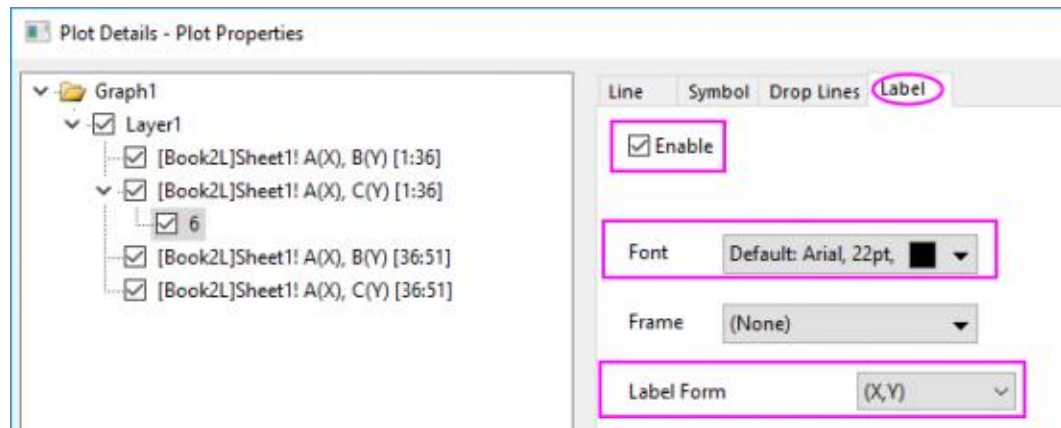 Plot Details - Plot Properties
Graph1
Layer1
[Book2L]Sheet1! A(X), B(Y) [1:36]
[Book2L]Sheet1! A(X), C(Y) [1:36]
6
[Book2L]Sheet1! A(X), B(Y) [36:51]
[Book2L]Sheet1! A(X), C(Y) [36:51]
Line Symbol Drop Lines Label
Enable
Font Default: Arial, 22pt,
Frame (None)
Label Form (X,Y)